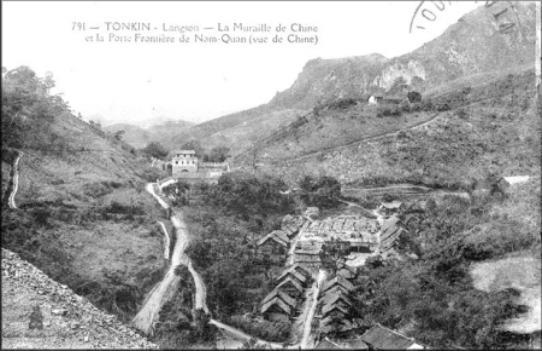 791 — TONKIN - Langson — La Muraille de Chine
et la Porte Frontière de Nam-Quan (vue de Chine)